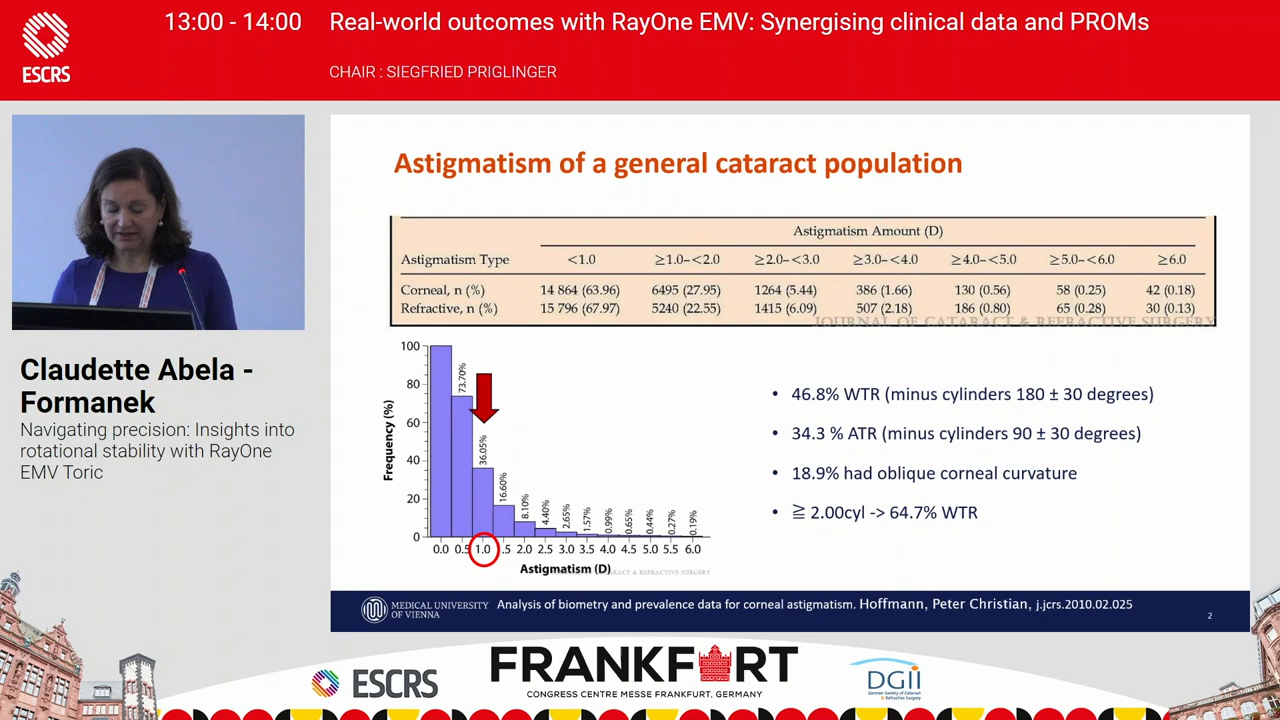 13:00 - 14:00 Real-world outcomes with RayOne EMV: Synergising clinical data and PROMs
ESCRS
CHAIR : SIEGFRIED PRIGLINGER
Claudette Abela -
Formanek
Navigating precision: Insights into
rotational stability with RayOne
EMV Toric
Astigmatism of a general cataract population
Astigmatism Amount (D)
Astigmatism Type <1.0 ≥1.0–<2.0 ≥2.0–<3.0 ≥3.0–<4.0 ≥4.0–<5.0 ≥5.0–<6.0 ≥6.0
Corneal, n (%) 14 864 (63.96) 6495 (27.95) 1264 (5.44) 386 (1.66) 130 (0.56) 58 (0.25) 42 (0.18)
Refractive, n (%) 15 796 (67.97) 5240 (22.55) 1415 (6.09) 507 (2.18) 186 (0.80) 65 (0.28) 30 (0.13)
JOURNAL OF CATARACT & REFRACTIVE SURGERY
Frequency (%)
100
80
60
40
20
0
73.70%
36.05%
16.60%
8.10%
4.40%
2.65%
1.57%
0.99%
0.65%
0.44%
0.27%
0.19%
0.0 0.5 1.0 .5 2.0 2.5 3.0 3.5 4.0 4.5 5.0 5.5 6.0
Astigmatism (D)
• 46.8% WTR (minus cylinders 180 ± 30 degrees)
• 34.3 % ATR (minus cylinders 90 ± 30 degrees)
• 18.9% had oblique corneal curvature
• ≧ 2.00cyl -> 64.7% WTR
MEDICAL UNIVERSITY
OF VIENNA
Analysis of biometry and prevalence data for corneal astigmatism. Hoffmann, Peter Christian, j.jcrs.2010.02.025
2
ESCRS
FRANKFURT
CONGRESS CENTRE MESSE FRANKFURT, GERMANY
DGII
German Society of Cataract
& Refractive Surgery